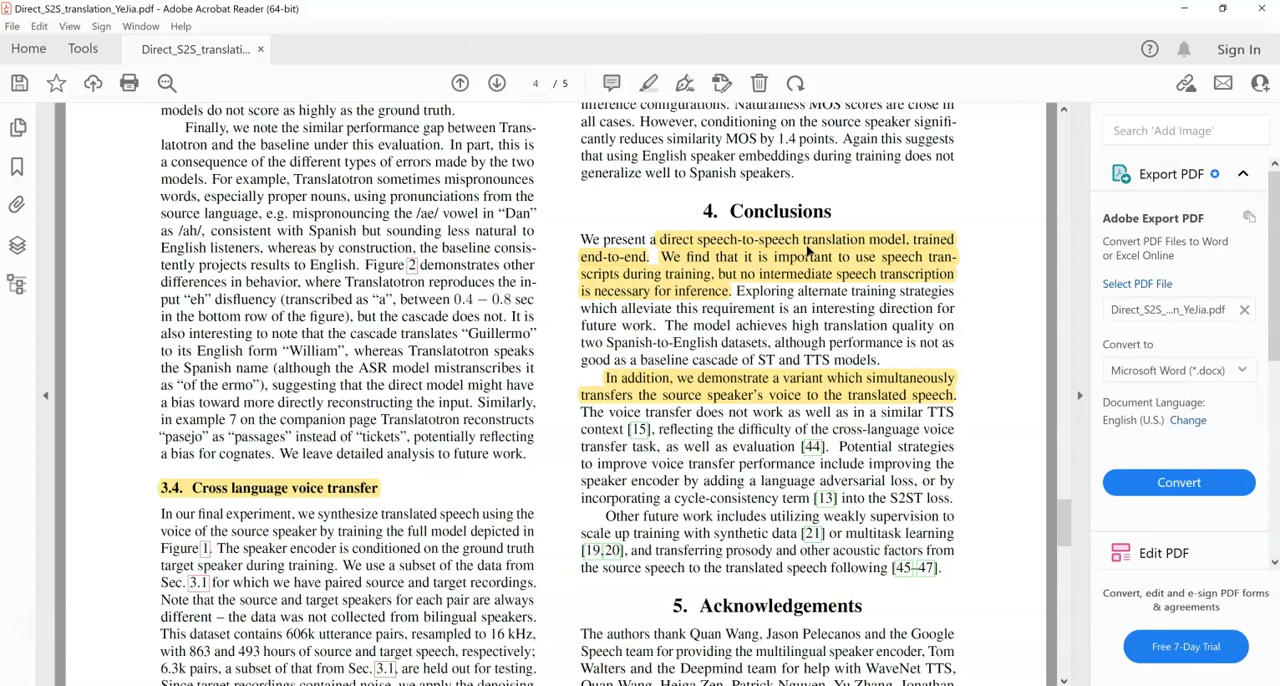 Direct_S2S_translation_YeJia.pdf - Adobe Acrobat Reader (64-bit)
File Edit View Sign Window Help
Home Tools Direct_S2S_translati... × Sign In
4 / 5
models do not score as highly as the ground truth.
Finally, we note the similar performance gap between Trans-
latotron and the baseline under this evaluation. In part, this is
a consequence of the different types of errors made by the two
models. For example, Translatotron sometimes mispronounces
words, especially proper nouns, using pronunciations from the
source language, e.g. mispronouncing the /ae/ vowel in “Dan”
as /ah/, consistent with Spanish but sounding less natural to
English listeners, whereas by construction, the baseline consis-
tently projects results to English. Figure 2 demonstrates other
differences in behavior, where Translatotron reproduces the in-
put “eh” disfluency (transcribed as “a”, between 0.4 − 0.8 sec
in the bottom row of the figure), but the cascade does not. It is
also interesting to note that the cascade translates “Guillermo”
to its English form “William”, whereas Translatotron speaks
the Spanish name (although the ASR model mistranscribes it
as “of the ermo”), suggesting that the direct model might have
a bias toward more directly reconstructing the input. Similarly,
in example 7 on the companion page Translatotron reconstructs
“pasejo” as “passages” instead of “tickets”, potentially reflecting
a bias for cognates. We leave detailed analysis to future work.
3.4. Cross language voice transfer
In our final experiment, we synthesize translated speech using the
voice of the source speaker by training the full model depicted in
Figure 1. The speaker encoder is conditioned on the ground truth
target speaker during training. We use a subset of the data from
Sec. 3.1 for which we have paired source and target recordings.
Note that the source and target speakers for each pair are always
different – the data was not collected from bilingual speakers.
This dataset contains 606k utterance pairs, resampled to 16 kHz,
with 863 and 493 hours of source and target speech, respectively;
6.3k pairs, a subset of that from Sec. 3.1, are held out for testing.
Since target recordings contained noise, we apply the denoising
inference configurations. Naturalness MOS scores are close in
all cases. However, conditioning on the source speaker signifi-
cantly reduces similarity MOS by 1.4 points. Again this suggests
that using English speaker embeddings during training does not
generalize well to Spanish speakers.
4. Conclusions
We present a direct speech-to-speech translation model, trained
end-to-end. We find that it is important to use speech tran-
scripts during training, but no intermediate speech transcription
is necessary for inference. Exploring alternate training strategies
which alleviate this requirement is an interesting direction for
future work. The model achieves high translation quality on
two Spanish-to-English datasets, although performance is not as
good as a baseline cascade of ST and TTS models.
In addition, we demonstrate a variant which simultaneously
transfers the source speaker’s voice to the translated speech.
The voice transfer does not work as well as in a similar TTS
context [15], reflecting the difficulty of the cross-language voice
transfer task, as well as evaluation [44]. Potential strategies
to improve voice transfer performance include improving the
speaker encoder by adding a language adversarial loss, or by
incorporating a cycle-consistency term [13] into the S2ST loss.
Other future work includes utilizing weakly supervision to
scale up training with synthetic data [21] or multitask learning
[19,20], and transferring prosody and other acoustic factors from
the source speech to the translated speech following [45–47].
5. Acknowledgements
The authors thank Quan Wang, Jason Pelecanos and the Google
Speech team for providing the multilingual speaker encoder, Tom
Walters and the Deepmind team for help with WaveNet TTS,
Quan Wang, Heiga Zen, Patrick Nguyen, Yu Zhang, Jonathan
Search 'Add Image'
Export PDF
Adobe Export PDF
Convert PDF Files to Word
or Excel Online
Select PDF File
Direct_S2S_...n_YeJia.pdf
Convert to
Microsoft Word (*.docx)
Document Language:
English (U.S.) Change
Convert
Edit PDF
Convert, edit and e-sign PDF forms
& agreements
Free 7-Day Trial